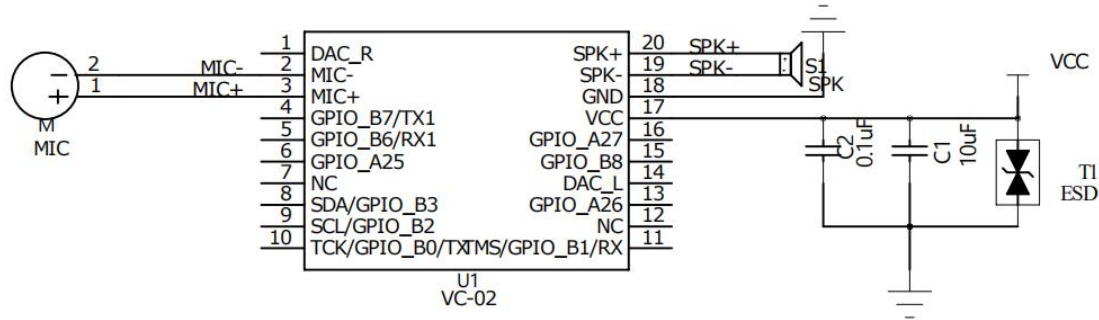 2
1
M
MIC
MIC-
MIC+
1 DAC_R
2 MIC-
3 MIC+
4 GPIO_B7/TX1
5 GPIO_B6/RX1
6 GPIO_A25
7 NC
8 SDA/GPIO_B3
9 SCL/GPIO_B2
10 TCK/GPIO_B0/TX
SPK+ 20
SPK- 19
GND 18
VCC 17
GPIO_A27 16
GPIO_B8 15
DAC_L 14
GPIO_A26 13
NC 12
TMS/GPIO_B1/RX 11
U1
VC-02
SPK+
SPK-
S1
SPK
VCC
C2
0.1uF
C1
10uF
T1
ESD